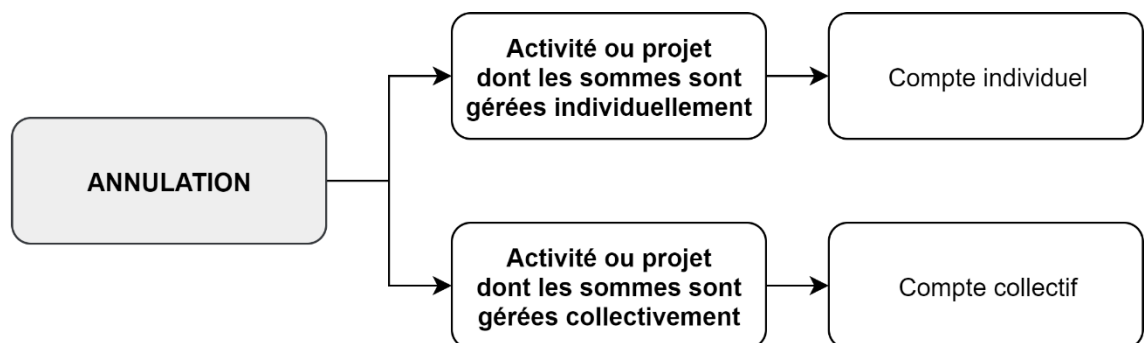 Activité ou projet
dont les sommes sont
gérées individuellement
Compte individuel
ANNULATION
Activité ou projet
dont les sommes sont
gérées collectivement
Compte collectif